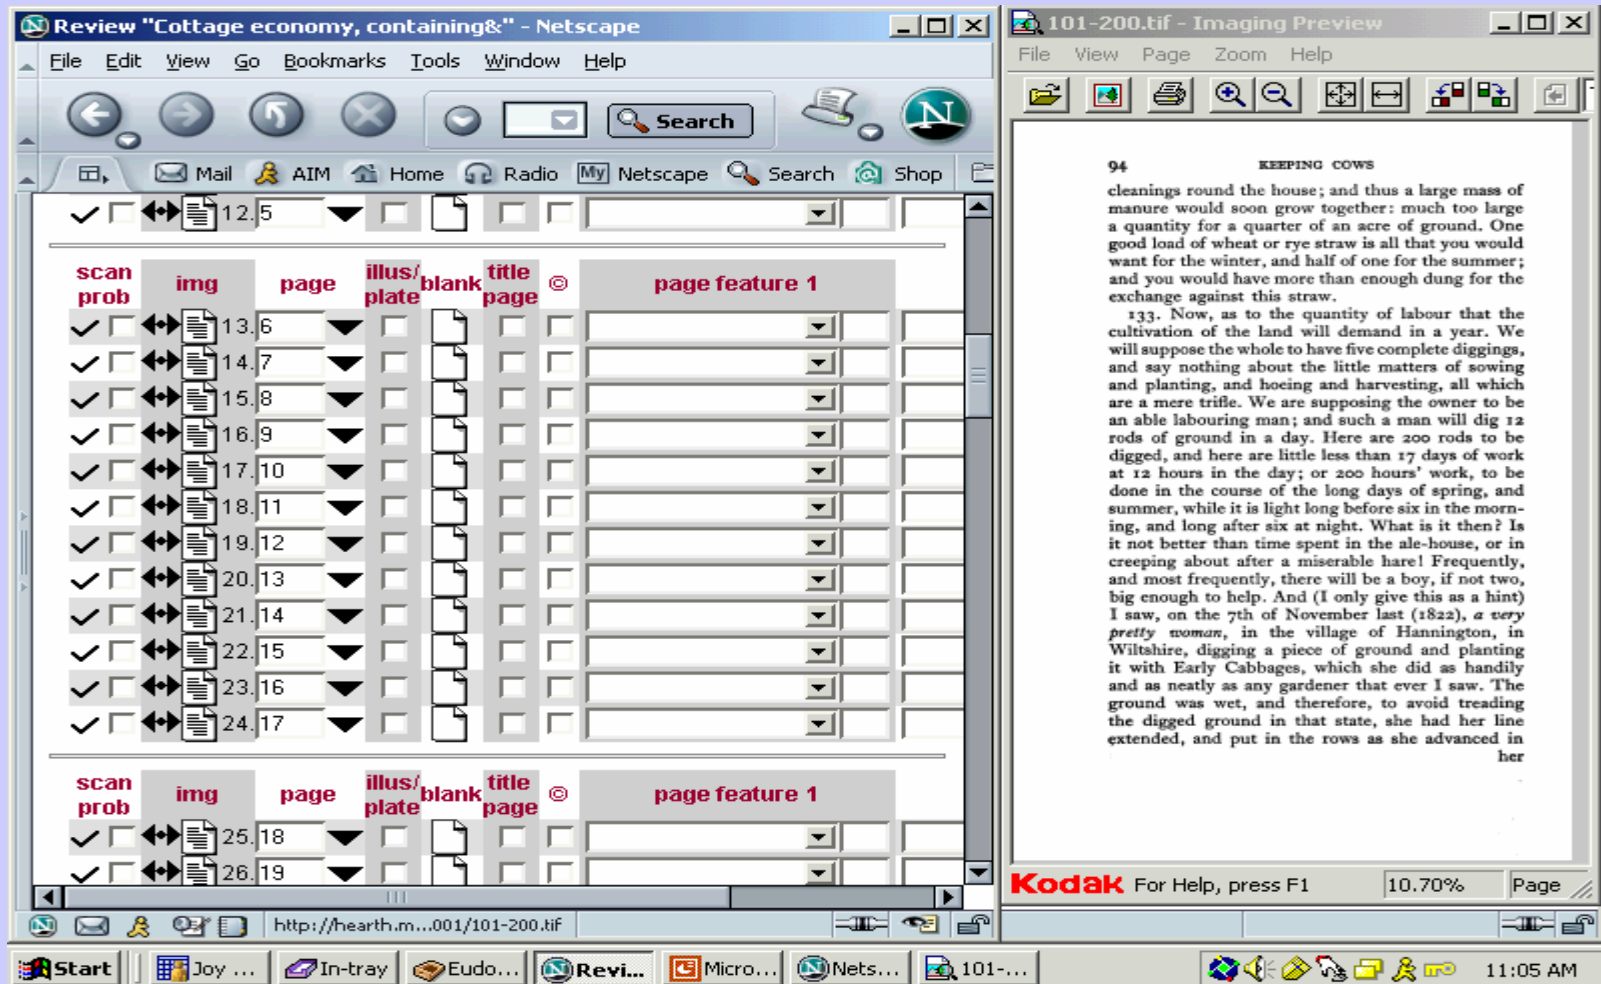 Review "Cottage economy, containing&" - Netscape
File Edit View Go Bookmarks Tools Window Help
Search
Mail AIM Home Radio My Netscape Search Shop
12. 5
scan prob img page illus/ plate blank title page © page feature 1
13. 6
14. 7
15. 8
16. 9
17. 10
18. 11
19. 12
20. 13
21. 14
22. 15
23. 16
24. 17
scan prob img page illus/ plate blank title page © page feature 1
25. 18
26. 19
http://hearth.m...001/101-200.tif
101-200.tif - Imaging Preview
File View Page Zoom Help
94 KEEPING COWS
cleanings round the house; and thus a large mass of
manure would soon grow together: much too large
a quantity for a quarter of an acre of ground. One
good load of wheat or rye straw is all that you would
want for the winter, and half of one for the summer;
and you would have more than enough dung for the
exchange against this straw.
133. Now, as to the quantity of labour that the
cultivation of the land will demand in a year. We
will suppose the whole to have five complete diggings,
and say nothing about the little matters of sowing
and planting, and hoeing and harvesting, all which
are a mere trifle. We are supposing the owner to be
an able labouring man; and such a man will dig 12
rods of ground in a day. Here are 200 rods to be
digged, and here are little less than 17 days of work
at 12 hours in the day; or 200 hours' work, to be
done in the course of the long days of spring, and
summer, while it is light long before six in the morn-
ing, and long after six at night. What is it then? Is
it not better than time spent in the ale-house, or in
creeping about after a miserable hare! Frequently,
and most frequently, there will be a boy, if not two,
big enough to help. And (I only give this as a hint)
I saw, on the 7th of November last (1822), a very
pretty woman, in the village of Hannington, in
Wiltshire, digging a piece of ground and planting
it with Early Cabbages, which she did as handily
and as neatly as any gardener that ever I saw. The
ground was wet, and therefore, to avoid treading
the digged ground in that state, she had her line
extended, and put in the rows as she advanced in
her
Kodak For Help, press F1 10.70% Page
Start Joy ... In-tray Eudo... Revi... Micro... Nets... 101-... 11:05 AM